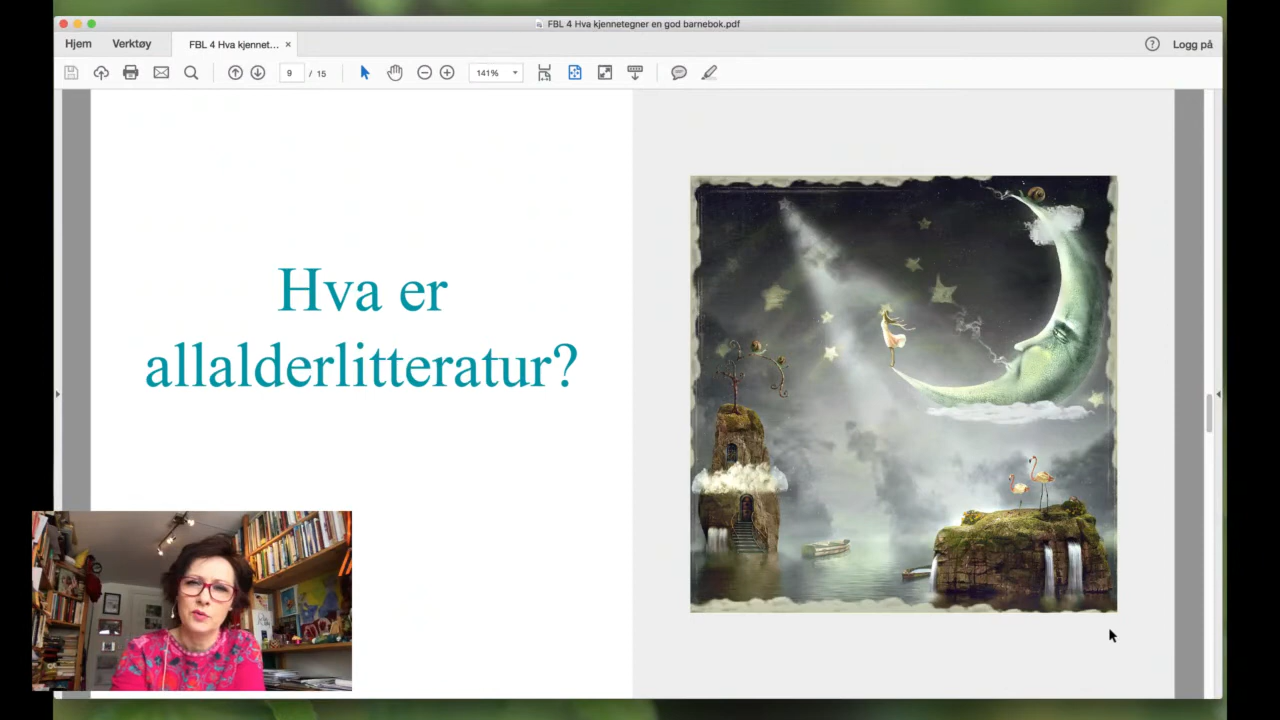 FBL 4 Hva kjennetegner en god barnebok.pdf
Hjem Verktøy FBL 4 Hva kjennet... × ? Logg på
9 / 15 141%
Hva er
allalderlitteratur?